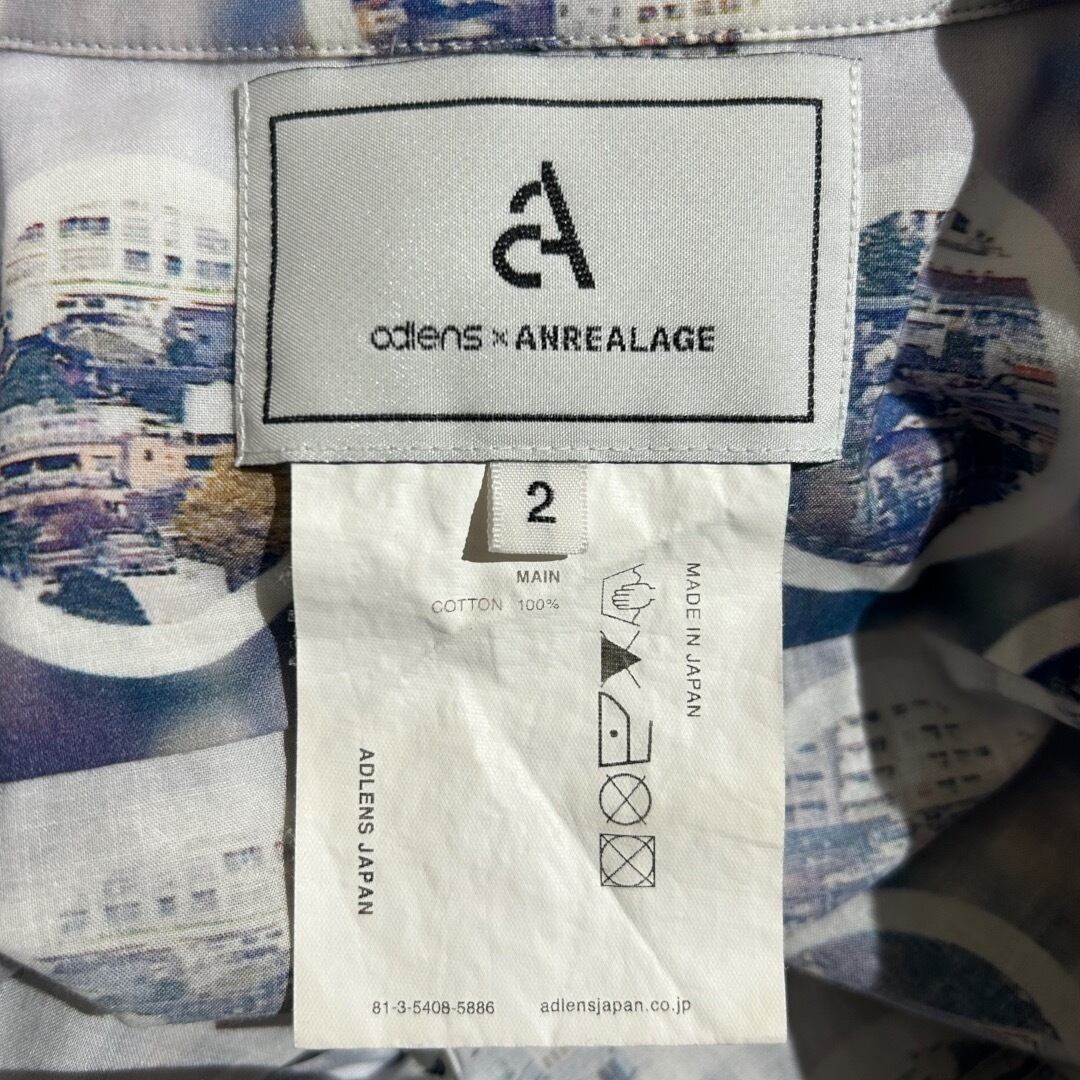 adlens × ANREALAGE
2
MAIN
COTTON 100%
MADE IN JAPAN
ADLENS JAPAN
81-3-5408-5886
adlensjapan.co.jp